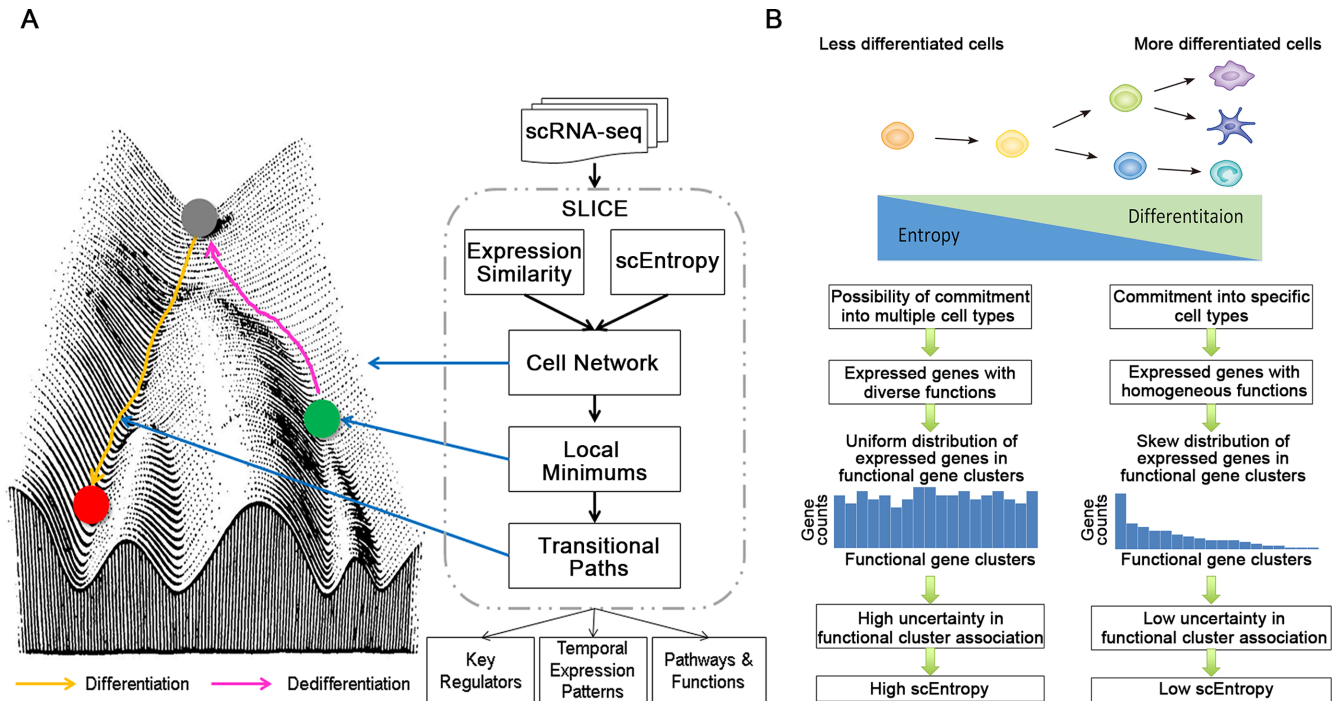 A
scRNA-seq
SLICE
Expression
Similarity
scEntropy
Cell Network
Local
Minimums
Transitional
Paths
Key
Regulators
Temporal
Expression
Patterns
Pathways &
Functions
Differentiation
Dedifferentiation
B
Less differentiated cells
More differentiated cells
Entropy
Differentitaion
Possibility of commitment
into multiple cell types
Expressed genes with
diverse functions
Uniform distribution of
expressed genes in
functional gene clusters
Gene
counts
Functional gene clusters
High uncertainty in
functional cluster association
High scEntropy
Commitment into specific
cell types
Expressed genes with
homogeneous functions
Skew distribution of
expressed genes in
functional gene clusters
Gene
counts
Functional gene clusters
Low uncertainty in
functional cluster association
Low scEntropy